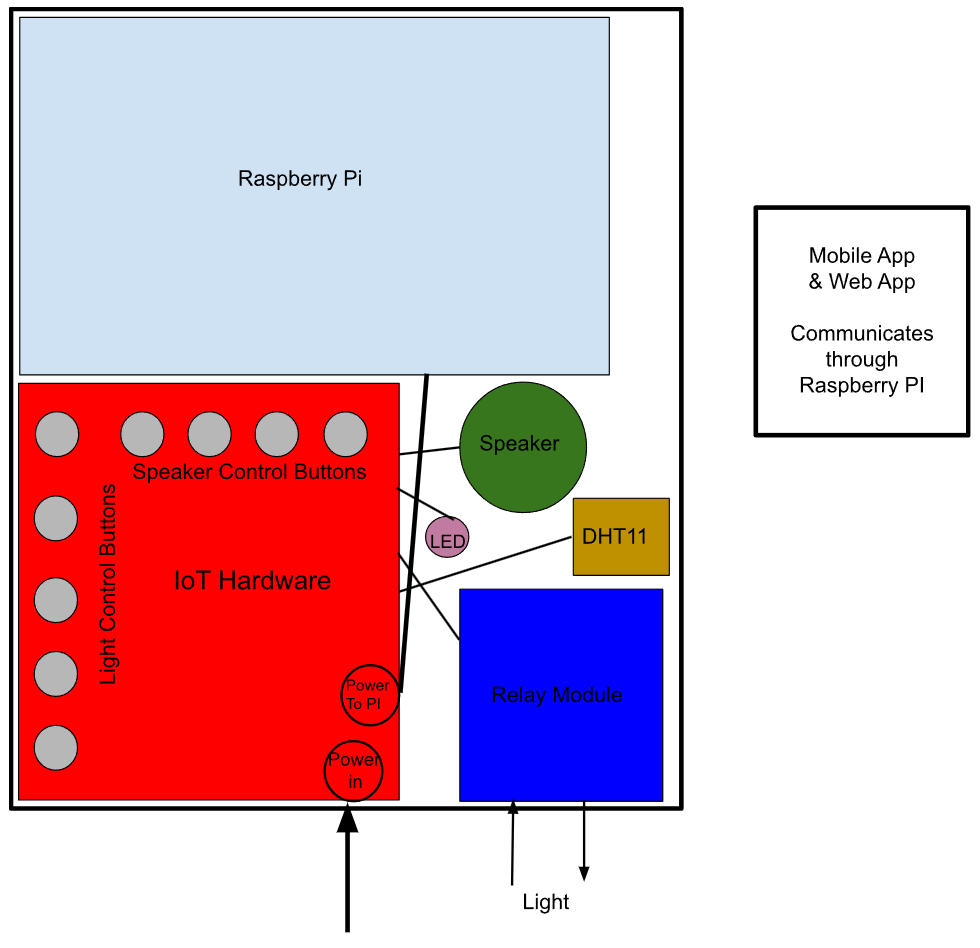 Raspberry Pi
Mobile App
& Web App
Communicates
through
Raspberry PI
Speaker Control Buttons
Light Control Buttons
IoT Hardware
Speaker
LED
DHT11
Relay Module
Power
To PI
Power
in
Light